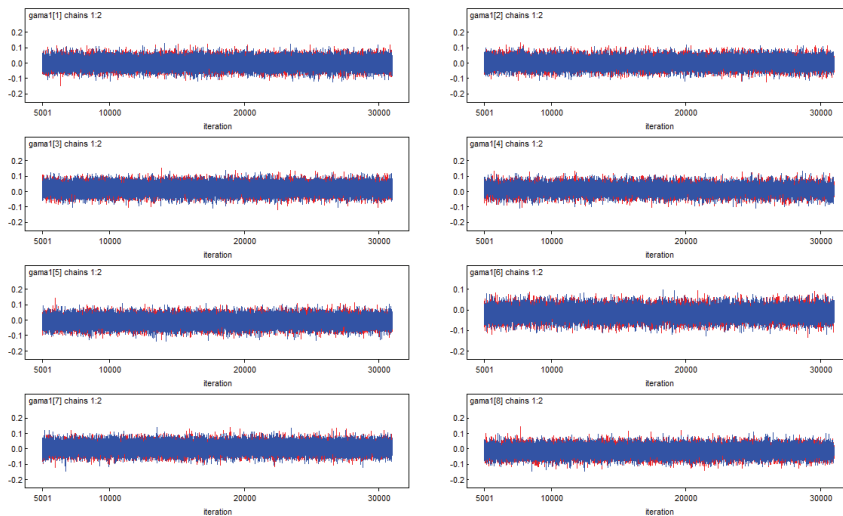 gama1[1] chains 1:2
0.2
0.1
0.0
-0.1
-0.2
5001 10000 20000 30000
iteration
gama1[2] chains 1:2
0.2
0.1
0.0
-0.1
-0.2
5001 10000 20000 30000
iteration
gama1[3] chains 1:2
0.2
0.1
0.0
-0.1
-0.2
5001 10000 20000 30000
iteration
gama1[4] chains 1:2
0.2
0.1
0.0
-0.1
-0.2
5001 10000 20000 30000
iteration
gama1[5] chains 1:2
0.2
0.1
0.0
-0.1
-0.2
5001 10000 20000 30000
iteration
gama1[6] chains 1:2
0.1
0.0
-0.1
0.2
5001 10000 20000 30000
iteration
gama1[7] chains 1:2
0.2
0.1
0.0
-0.1
-0.2
5001 10000 20000 30000
iteration
gama1[8] chains 1:2
0.2
0.1
0.0
-0.1
-0.2
5001 10000 20000 30000
iteration